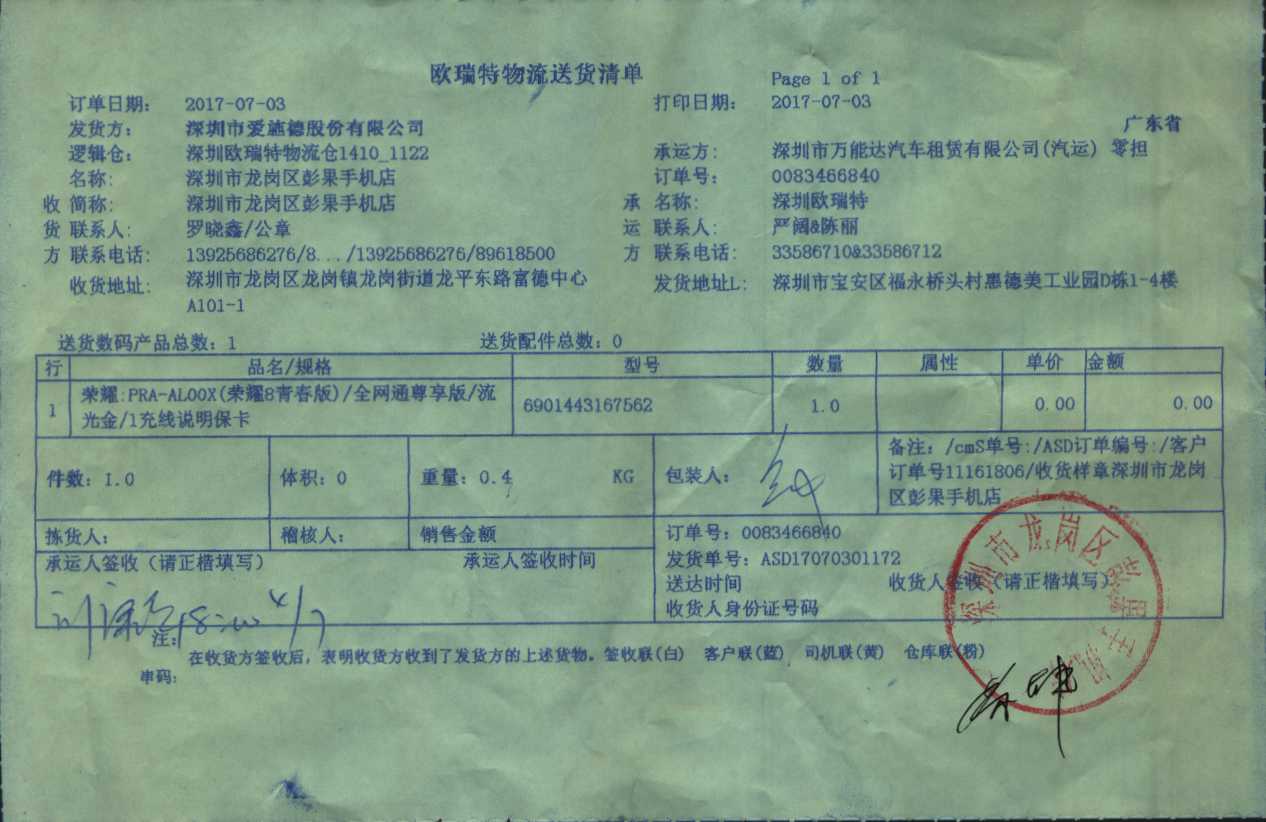 欧瑞特物流送货清单
Page 1 of 1
订单日期: 2017-07-03 打印日期: 2017-07-03
发货方: 深圳市爱施德股份有限公司 广东省
逻辑仓: 深圳欧瑞特物流仓1410_1122 承运方: 深圳市万能达汽车租赁有限公司(汽运) 零担
名称: 深圳市龙岗区彭果手机店 订单号: 0083466840
收 简称: 深圳市龙岗区彭果手机店 承 名称: 深圳欧瑞特
货 联系人: 罗晓鑫/公章 运 联系人: 严阔&陈丽
方 联系电话: 13925686276/8.../13925686276/89618500 方 联系电话: 33586710&33586712
收货地址: 深圳市龙岗区龙岗镇龙岗街道龙平东路富德中心 发货地址L: 深圳市宝安区福永桥头村惠德美工业园D栋1-4楼
A101-1
送货数码产品总数: 1 送货配件总数: 0
行 品名/规格 型号 数量 属性 单价 金额
1 荣耀:PRA-AL00X(荣耀8青春版)/全网通尊享版/流 6901443167562 1.0 0.00 0.00
光金/1充线说明保卡
件数: 1.0 体积: 0 重量: 0.4 KG 包装人: 备注: /cmS单号:/ASD订单编号:/客户
订单号11161806/收货样章深圳市龙岗
区彭果手机店
拣货人: 稽核人: 销售金额 订单号: 0083466840
承运人签收 (请正楷填写) 承运人签收时间 发货单号: ASD17070301172
送达时间 收货人签收 (请正楷填写)
收货人身份证号码
18:00 4/7
注:
在收货方签收后, 表明收货方收到了发货方的上述货物。签收联(白) 客户联(蓝) 司机联(黄) 仓库联(粉)
串码:
深圳市龙岗区